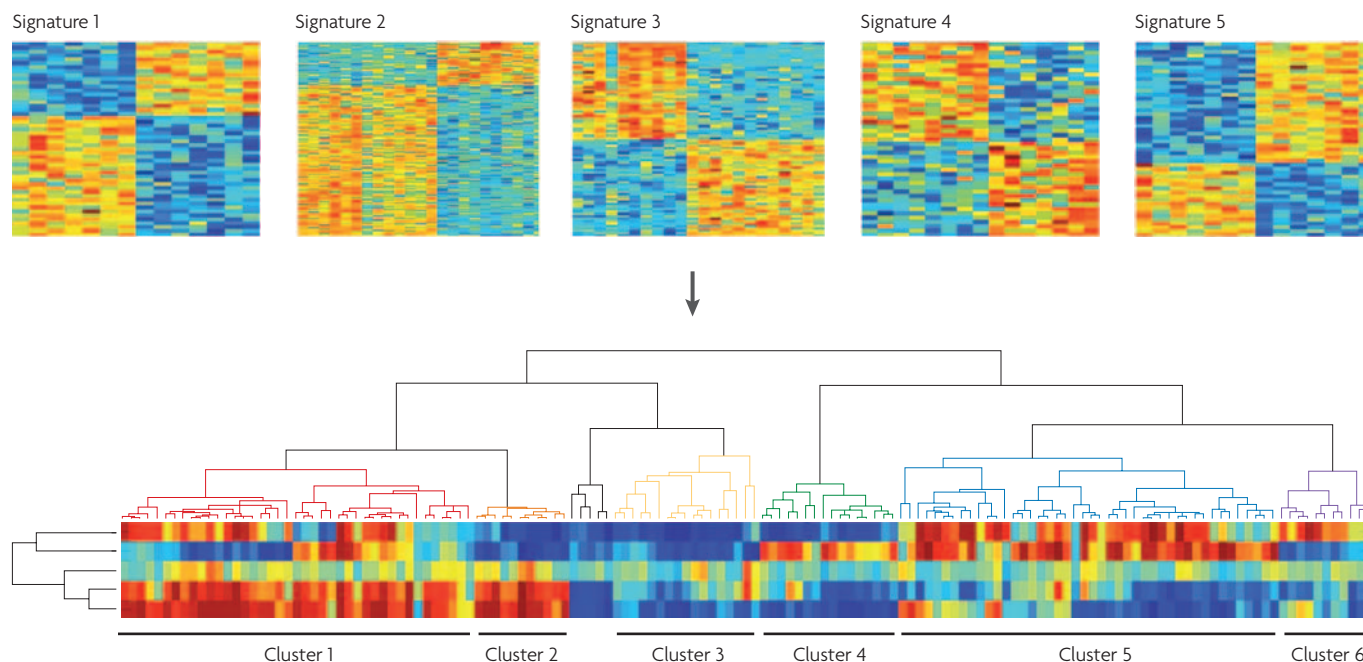 Signature 1
Signature 2
Signature 3
Signature 4
Signature 5
Cluster 1
Cluster 2
Cluster 3
Cluster 4
Cluster 5
Cluster 6